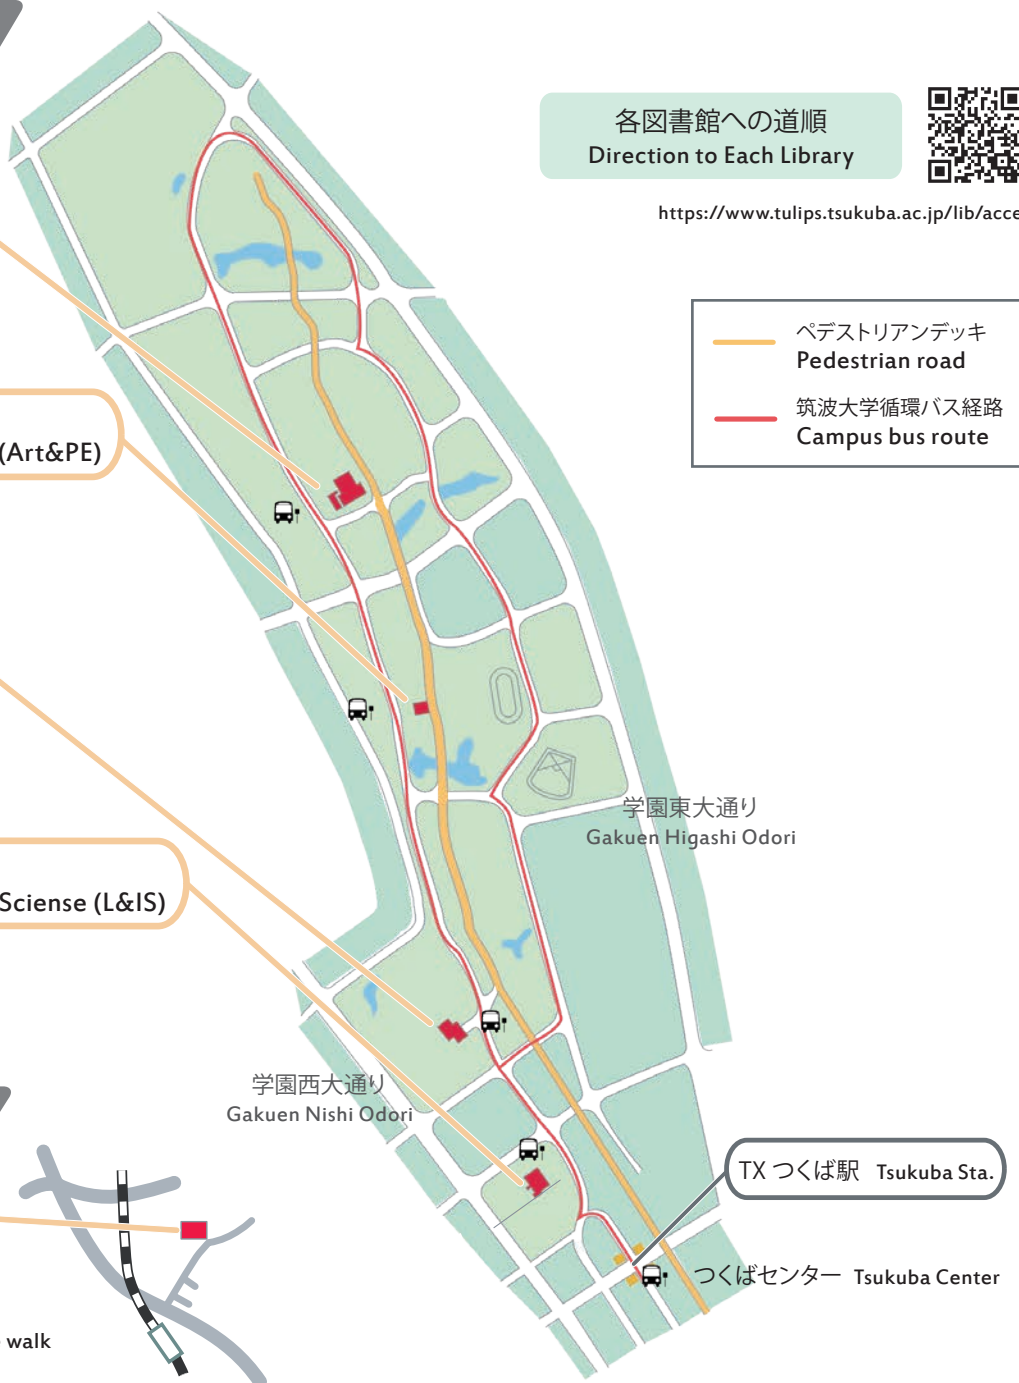 各図書館への道順
Direction to Each Library
https://www.tulips.tsukuba.ac.jp/lib/acce
ペデストリアンデッキ
Pedestrian road
筑波大学循環バス経路
Campus bus route
(Art&PE)
学園東大通り
Gakuen Higashi Odori
Sciense (L&IS)
学園西大通り
Gakuen Nishi Odori
TX つくば駅 Tsukuba Sta.
つくばセンター Tsukuba Center
walk